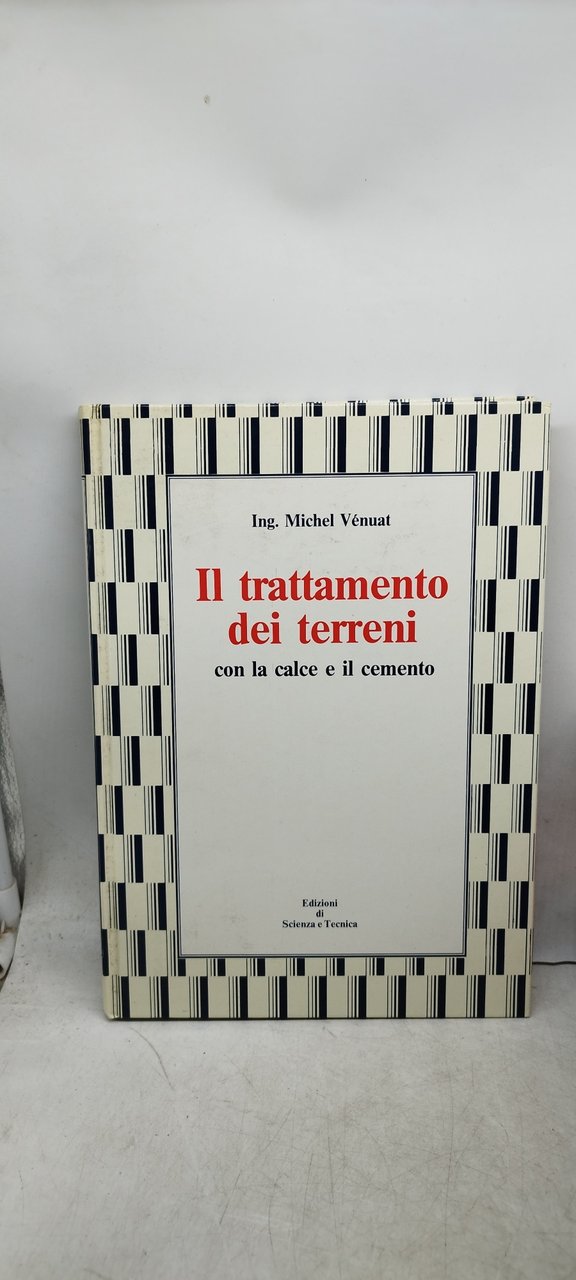 Ing. Michel Vénuat
Il trattamento
dei terreni
con la calce e il cemento
Edizioni
di
Scienza e Tecnica